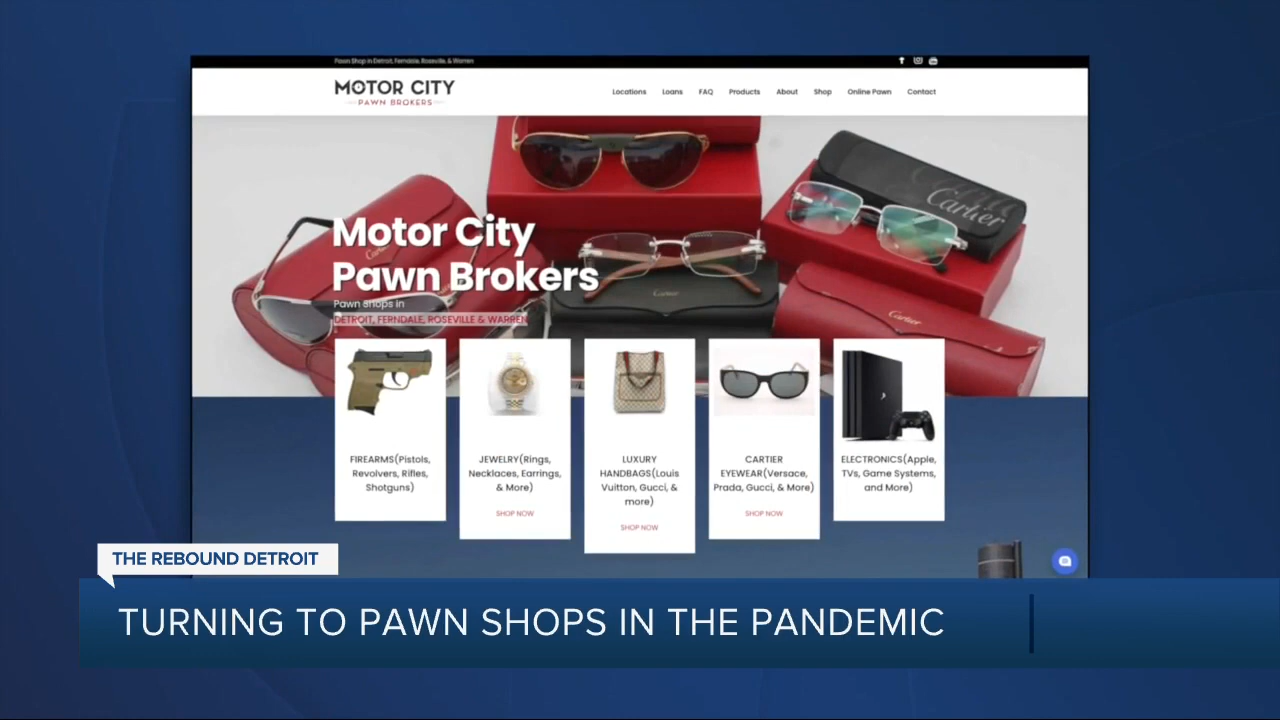 Pawn Shop in Detroit, Ferndale, Roseville, & Warren
MOTOR CITY
PAWN BROKERS
Locations Loans FAQ Products About Shop Online Pawn Contact
Cartier
Cartier
Cartier
Cartier
Motor City
Pawn Brokers
Pawn Shops in
DETROIT, FERNDALE, ROSEVILLE & WARREN
FIREARMS(Pistols,
Revolvers, Rifles,
Shotguns)
JEWELRY(Rings,
Necklaces, Earrings,
& More)
SHOP NOW
LUXURY
HANDBAGS(Louis
Vuitton, Gucci, &
more)
SHOP NOW
CARTIER
EYEWEAR(Versace,
Prada, Gucci, & More)
SHOP NOW
ELECTRONICS(Apple,
TVs, Game Systems,
and More)
THE REBOUND DETROIT
TURNING TO PAWN SHOPS IN THE PANDEMIC